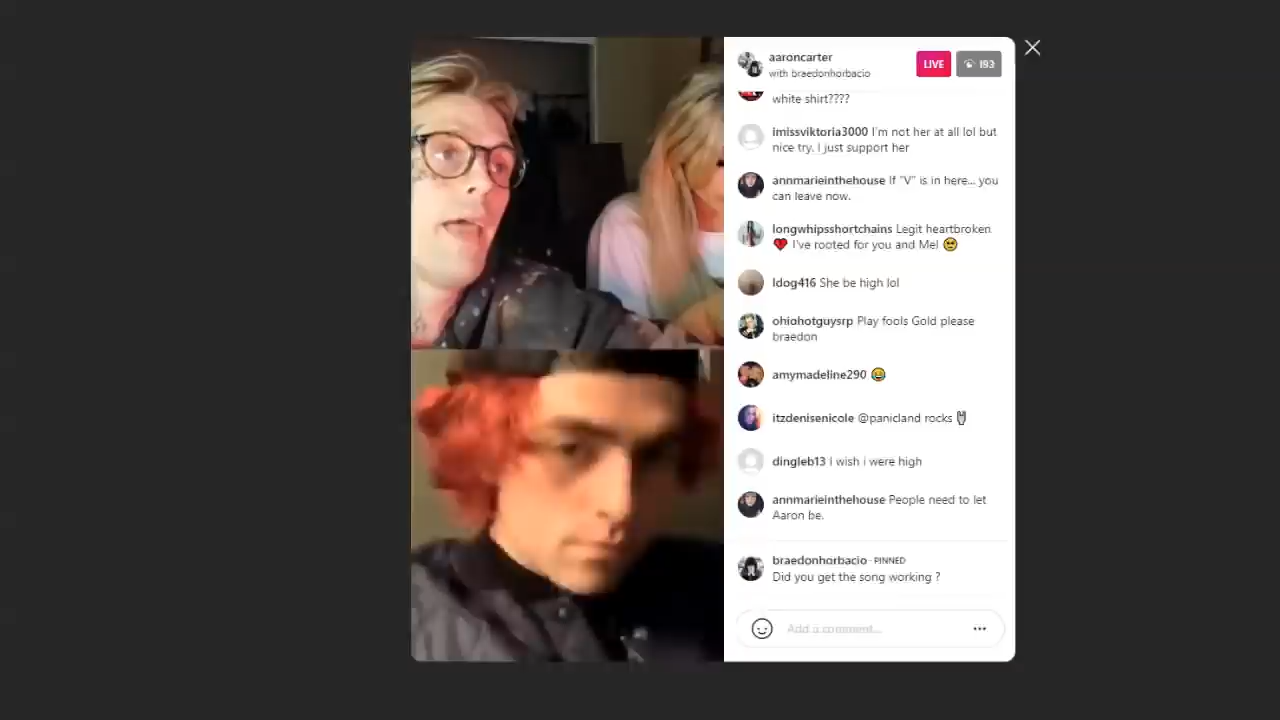 aaroncarter
with braedonhorbacio
LIVE
193
white shirt????
imissviktoria3000 I'm not her at all lol but
nice try. I just support her
annmarieinthehouse If "V" is in here... you
can leave now.
longwhipsshortchains Legit heartbroken
💔 I've rooted for you and Mel 🥺
ldog416 She be high lol
ohiohotguysrp Play fools Gold please
braedon
amymadeline290 😂
itzdenisenicole @panicland rocks 🤘
dingleb13 I wish i were high
annmarieinthehouse People need to let
Aaron be.
braedonhorbacio · PINNED
Did you get the song working ?
Add a comment...